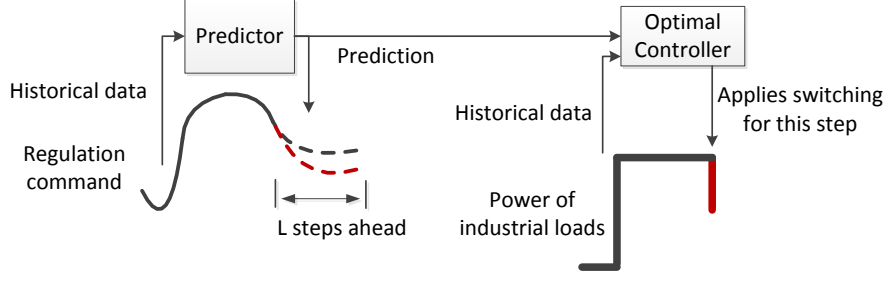 Predictor
Optimal
Controller
Prediction
Historical data
Historical data
Applies switching
for this step
Regulation
command
Power of
industrial loads
L steps ahead